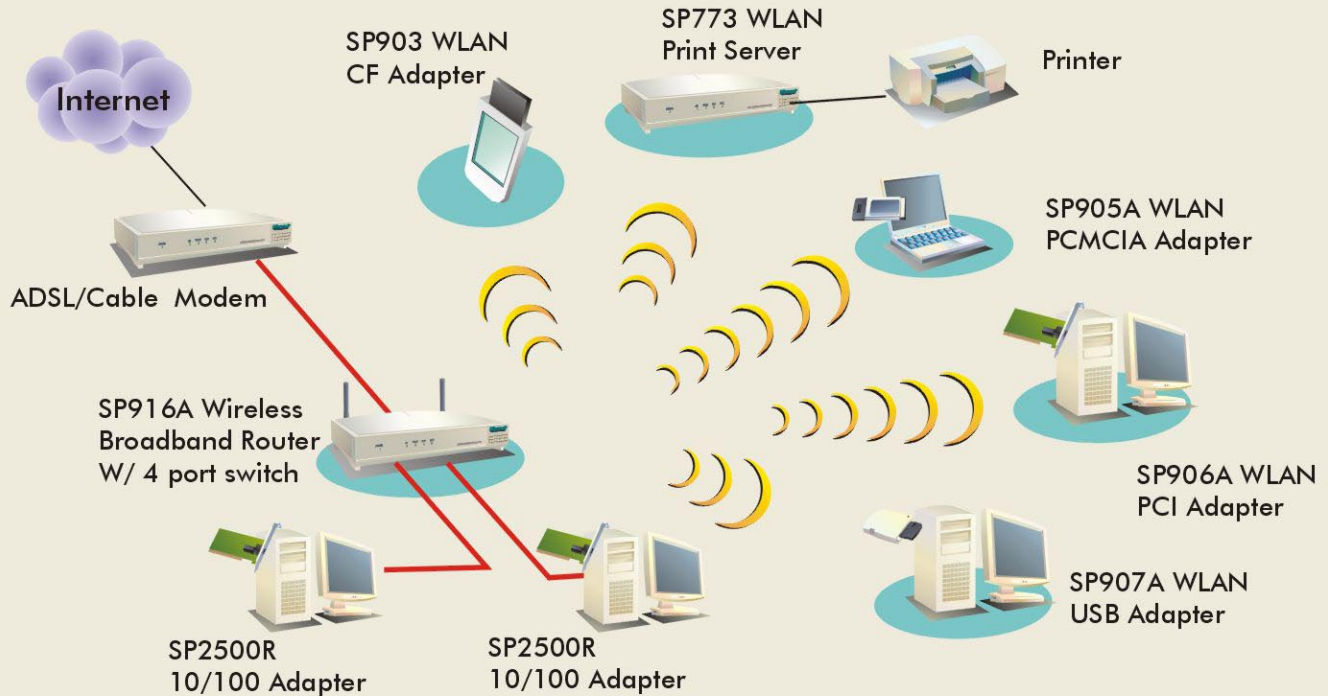 Internet
SP903 WLAN
CF Adapter
SP773 WLAN
Print Server
Printer
ADSL/Cable Modem
SP905A WLAN
PCMCIA Adapter
SP916A Wireless
Broadband Router
W/ 4 port switch
SP906A WLAN
PCI Adapter
SP907A WLAN
USB Adapter
SP2500R
10/100 Adapter
SP2500R
10/100 Adapter